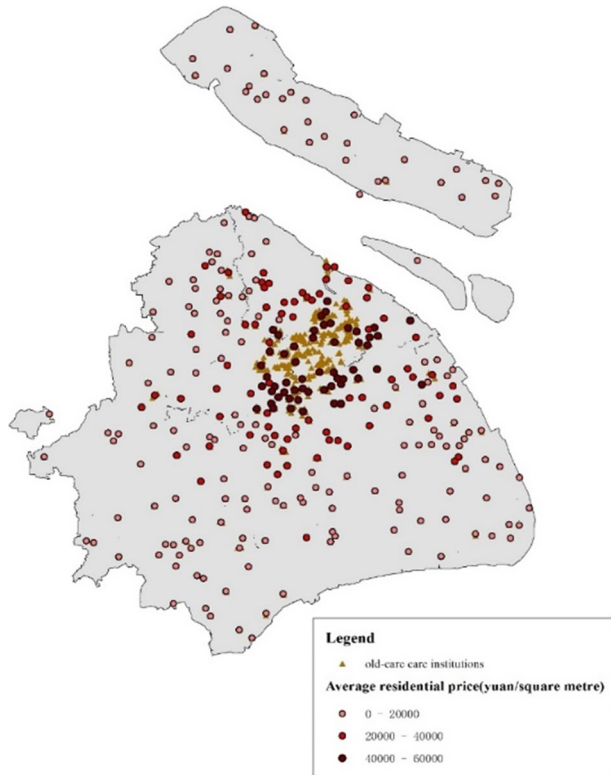 Legend
old-care care institutions
Average residential price(yuan/square metre)
0 - 20000
20000 - 40000
40000 - 60000